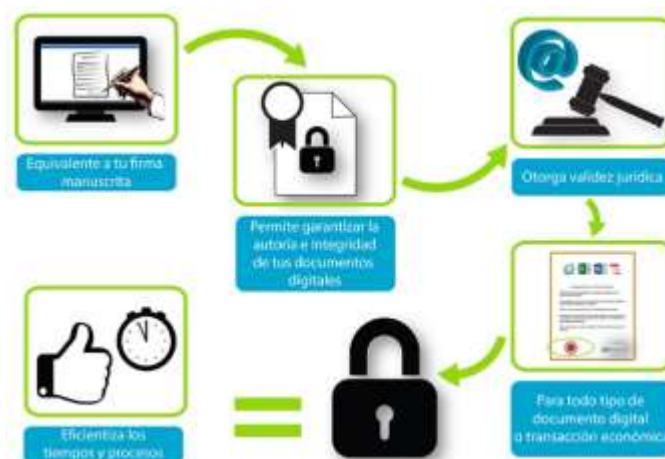 Equivalente a tu firma
manuscrita
Permite garantizar la
autoría e integridad
de tus documentos
digitales
Otorga validez jurídica
Para todo tipo de
documento digital
o transacción económica
Eficientiza los
tiempos y procesos